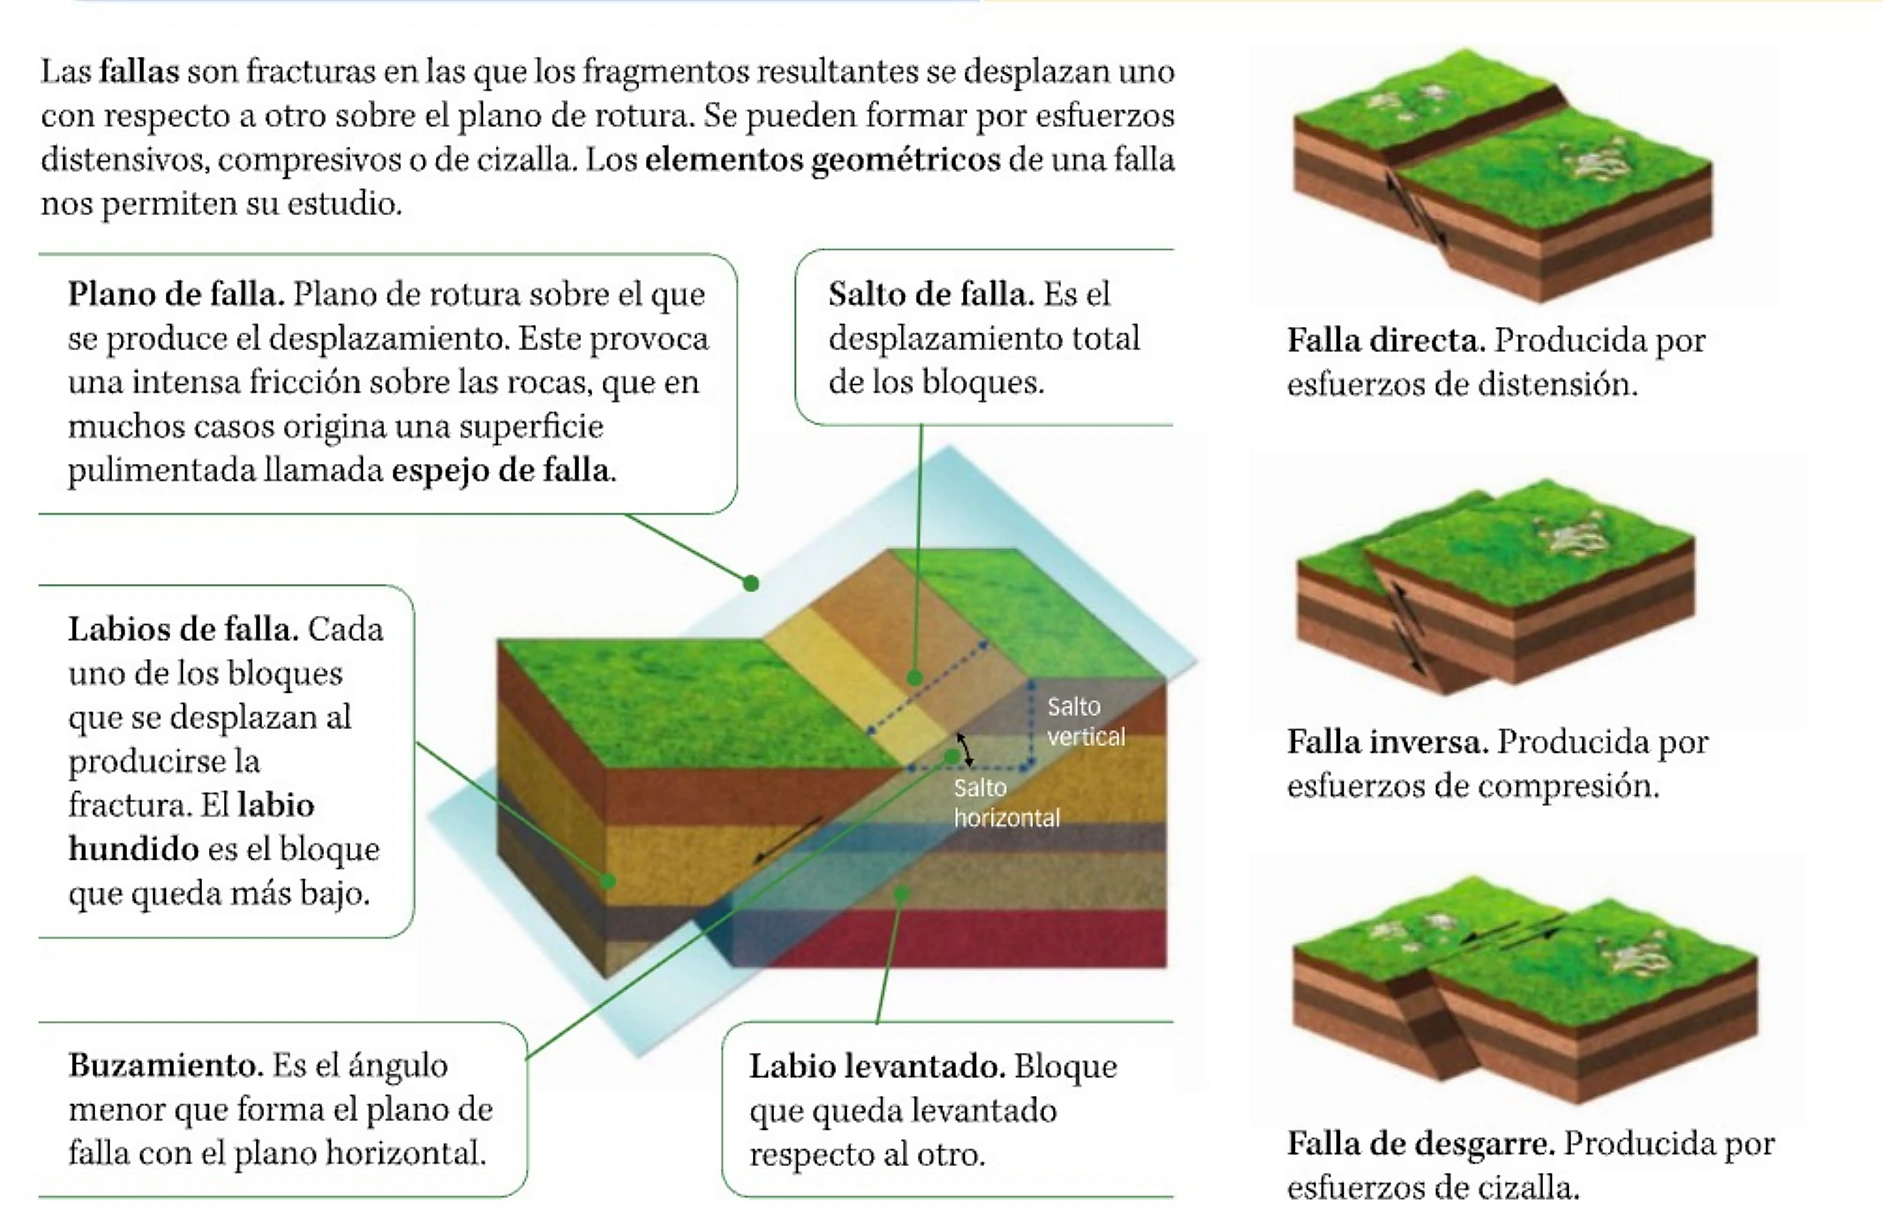 Las fallas son fracturas en las que los fragmentos resultantes se desplazan uno
con respecto a otro sobre el plano de rotura. Se pueden formar por esfuerzos
distensivos, compresivos o de cizalla. Los elementos geométricos de una falla
nos permiten su estudio.
Plano de falla. Plano de rotura sobre el que
se produce el desplazamiento. Este provoca
una intensa fricción sobre las rocas, que en
muchos casos origina una superficie
pulimentada llamada espejo de falla.
Salto de falla. Es el
desplazamiento total
de los bloques.
Labios de falla. Cada
uno de los bloques
que se desplazan al
producirse la
fractura. El labio
hundido es el bloque
que queda más bajo.
Salto
vertical
Salto
horizontal
Buzamiento. Es el ángulo
menor que forma el plano de
falla con el plano horizontal.
Labio levantado. Bloque
que queda levantado
respecto al otro.
Falla directa. Producida por
esfuerzos de distensión.
Falla inversa. Producida por
esfuerzos de compresión.
Falla de desgarre. Producida por
esfuerzos de cizalla.